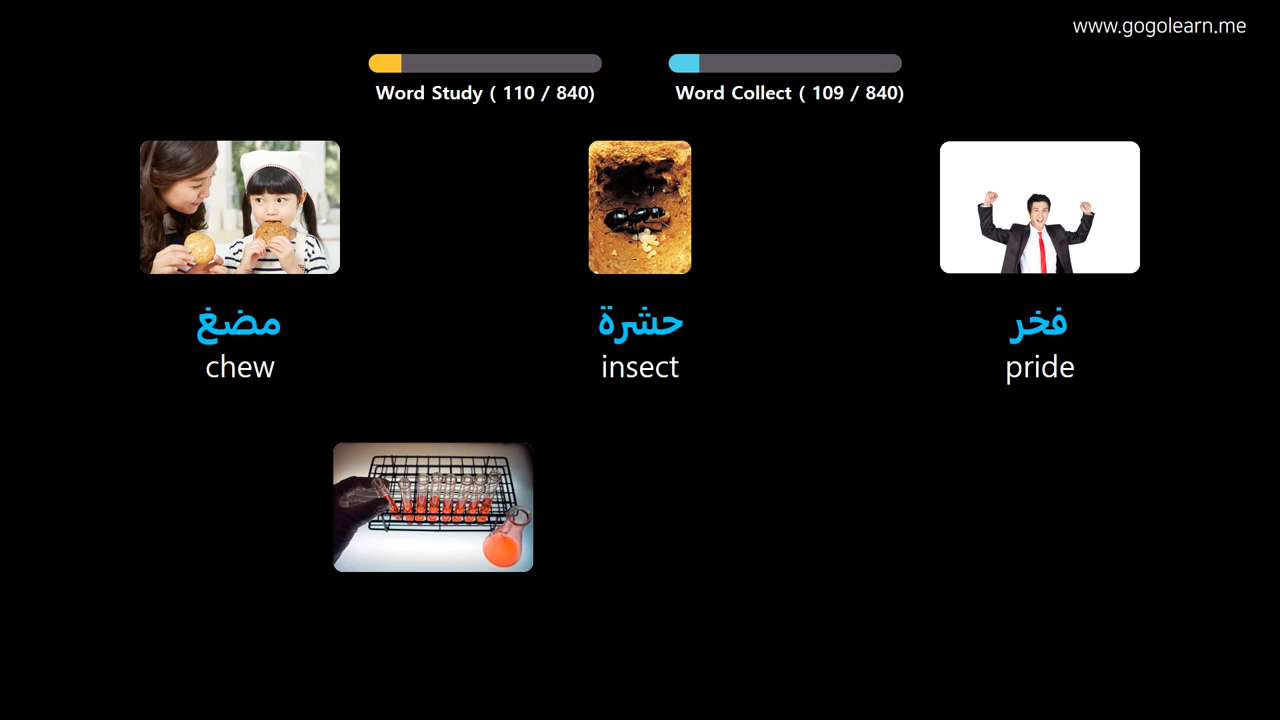 www.gogolearn.me
Word Study ( 110 / 840)
Word Collect ( 109 / 840)
مضغ
chew
حشرة
insect
فخر
pride